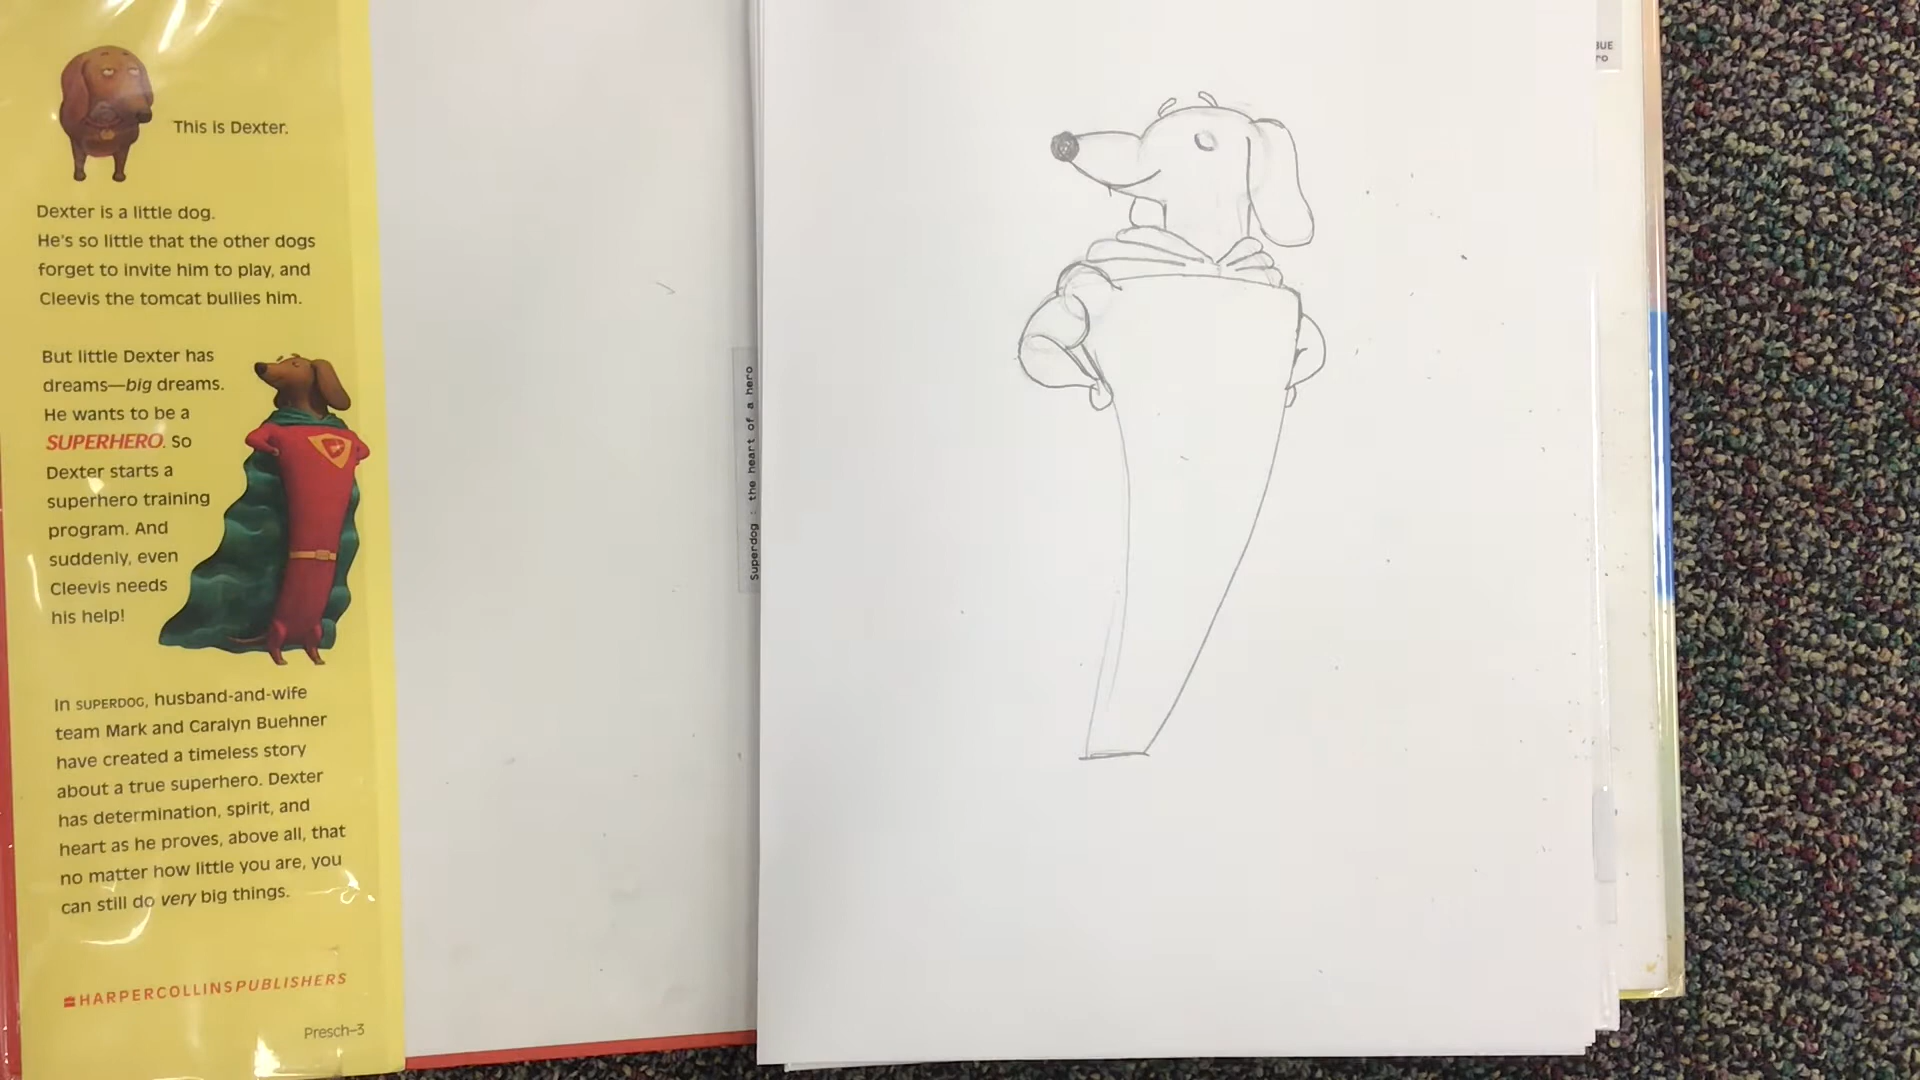 This is Dexter.
Dexter is a little dog.
He's so little that the other dogs
forget to invite him to play, and
Cleevis the tomcat bullies him.
But little Dexter has
dreams—big dreams.
He wants to be a
SUPERHERO. So
Dexter starts a
superhero training
program. And
suddenly, even
Cleevis needs
his help!
In SUPERDOG, husband-and-wife
team Mark and Caralyn Buehner
have created a timeless story
about a true superhero. Dexter
has determination, spirit, and
heart as he proves, above all, that
no matter how little you are, you
can still do very big things.
HARPERCOLLINSPUBLISHERS
Presch–3
Superdog : the heart of a hero